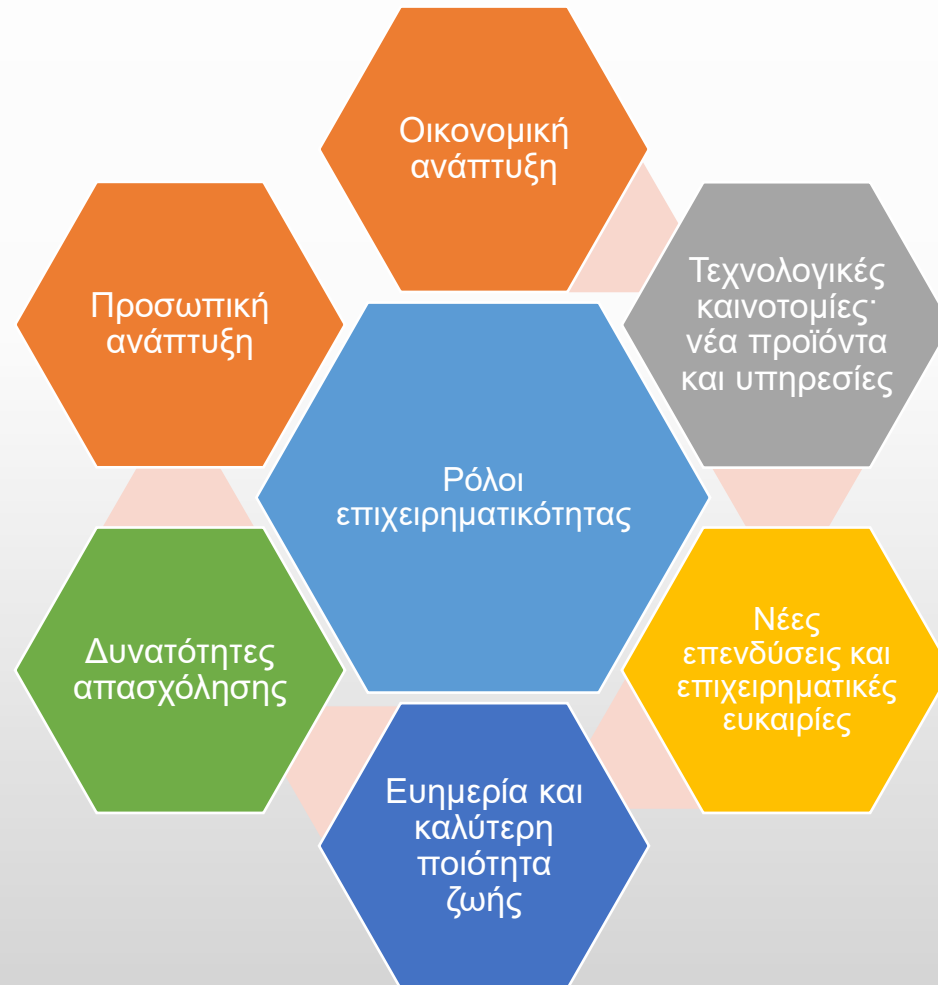 Οικονομική
ανάπτυξη
Τεχνολογικές
καινοτομίες·
νέα προϊόντα
και υπηρεσίες
Νέες
επενδύσεις και
επιχειρηματικές
ευκαιρίες
Ευημερία και
καλύτερη
ποιότητα
ζωής
Δυνατότητες
απασχόλησης
Προσωπική
ανάπτυξη
Ρόλοι
επιχειρηματικότητας